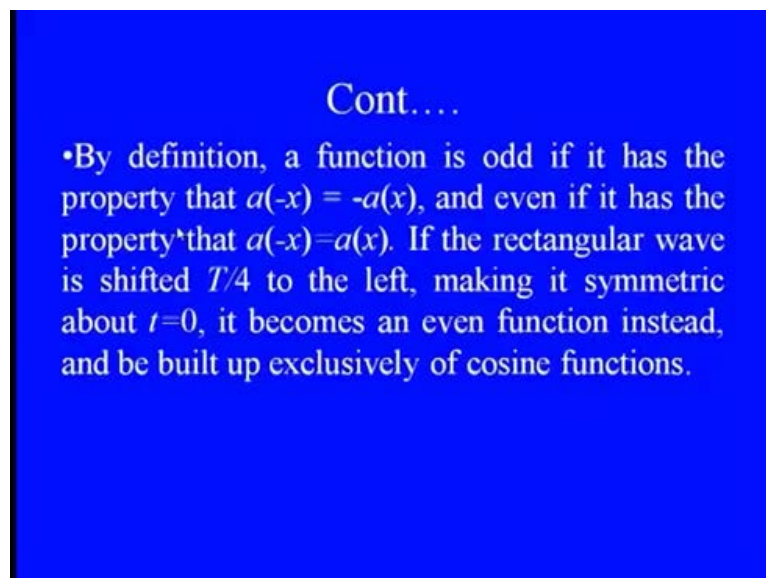 Cont....
•By definition, a function is odd if it has the
property that a(-x) = -a(x), and even if it has the
property that a(-x)=a(x). If the rectangular wave
is shifted T/4 to the left, making it symmetric
about t=0, it becomes an even function instead,
and be built up exclusively of cosine functions.